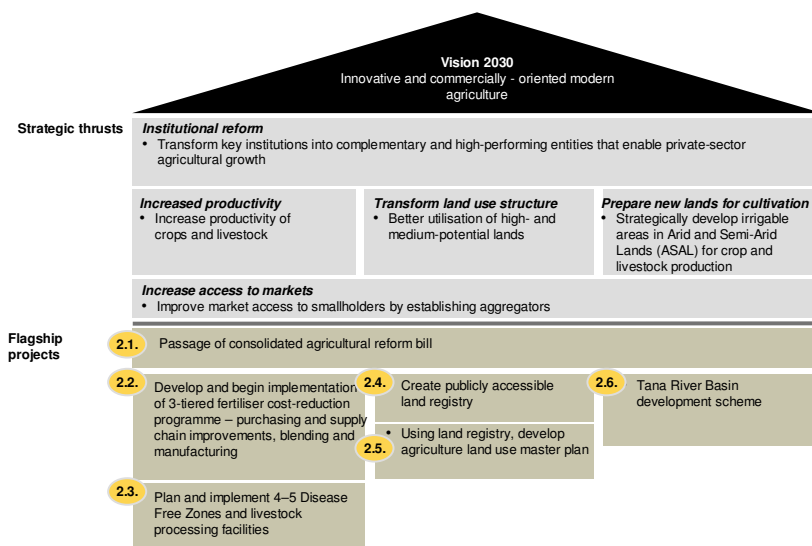 Vision 2030
Innovative and commercially - oriented modern
agriculture
Strategic thrusts
Institutional reform
• Transform key institutions into complementary and high-performing entities that enable private-sector
agricultural growth
Increased productivity
• Increase productivity of
crops and livestock
Transform land use structure
• Better utilisation of high- and
medium-potential lands
Prepare new lands for cultivation
• Strategically develop irrigable
areas in Arid and Semi-Arid
Lands (ASAL) for crop and
livestock production
Increase access to markets
• Improve market access to smallholders by establishing aggregators
Flagship
projects
2.1. Passage of consolidated agricultural reform bill
2.2. Develop and begin implementation
of 3-tiered fertiliser cost-reduction
programme – purchasing and supply
chain improvements, blending and
manufacturing
2.3. Plan and implement 4–5 Disease
Free Zones and livestock
processing facilities
2.4. Create publicly accessible
land registry
2.5. • Using land registry, develop
agriculture land use master plan
2.6. Tana River Basin
development scheme